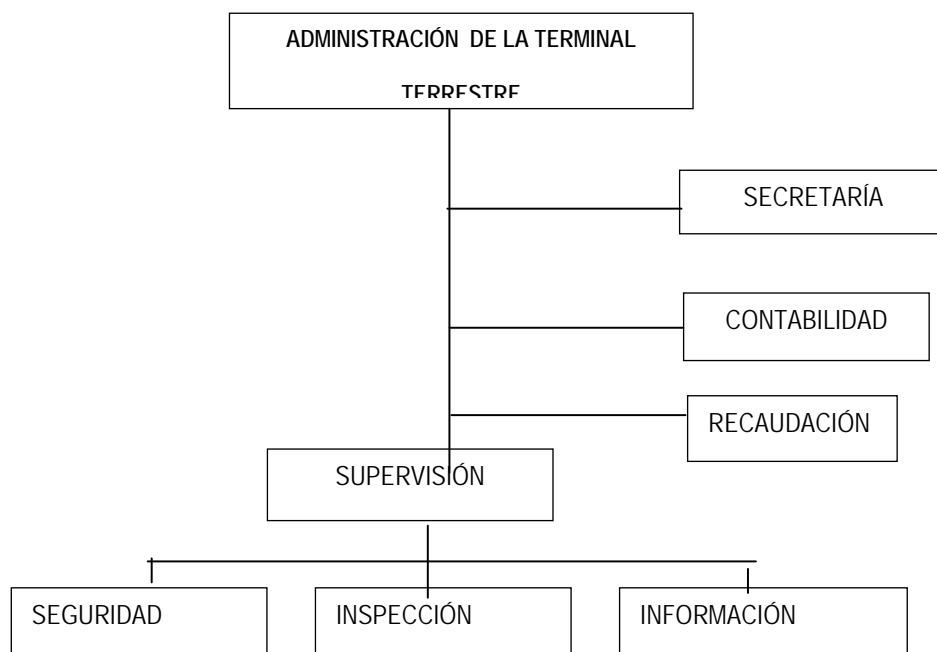 ADMINISTRACIÓN DE LA TERMINAL
TERRESTRE
SECRETARÍA
CONTABILIDAD
RECAUDACIÓN
SUPERVISIÓN
SEGURIDAD
INSPECCIÓN
INFORMACIÓN